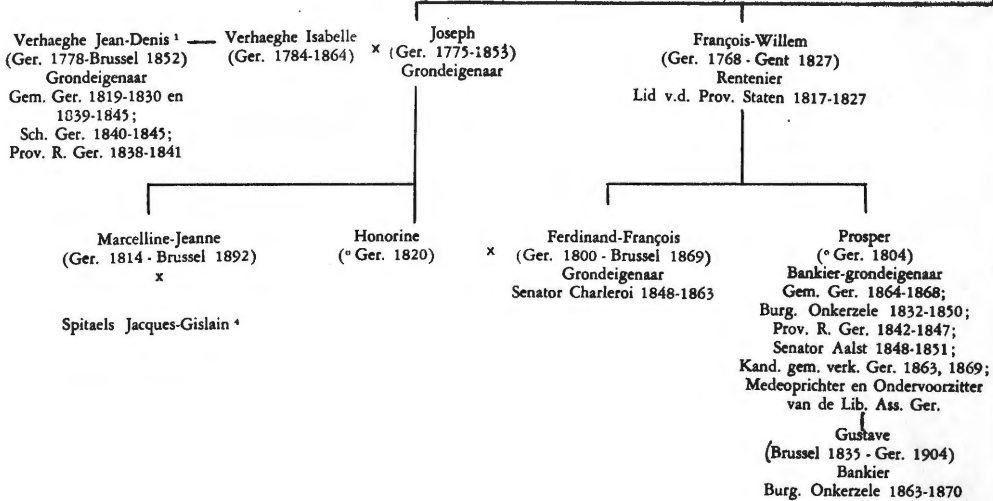 Verhaeghe Jean-Denis ¹ — Verhaeghe Isabelle x Joseph
(Ger. 1778-Brussel 1852) (Ger. 1784-1864) (Ger. 1775-1853)
Grondeigenaar Grondeigenaar
Gem. Ger. 1819-1830 en
1839-1845;
Sch. Ger. 1840-1845;
Prov. R. Ger. 1838-1841
François-Willem
(Ger. 1768 - Gent 1827)
Rentenier
Lid v.d. Prov. Staten 1817-1827
Marcelline-Jeanne
(Ger. 1814 - Brussel 1892)
x
Spitaels Jacques-Gislain ⁴
Honorine
(° Ger. 1820)
x
Ferdinand-François
(Ger. 1800 - Brussel 1869)
Grondeigenaar
Senator Charleroi 1848-1863
Prosper
(° Ger. 1804)
Bankier-grondeigenaar
Gem. Ger. 1864-1868;
Burg. Onkerzele 1832-1850;
Prov. R. Ger. 1842-1847;
Senator Aalst 1848-1851;
Kand. gem. verk. Ger. 1863, 1869;
Medeoprichter en Ondervoorzitter
van de Lib. Ass. Ger.
Gustave
(Brussel 1835 - Ger. 1904)
Bankier
Burg. Onkerzele 1863-1870